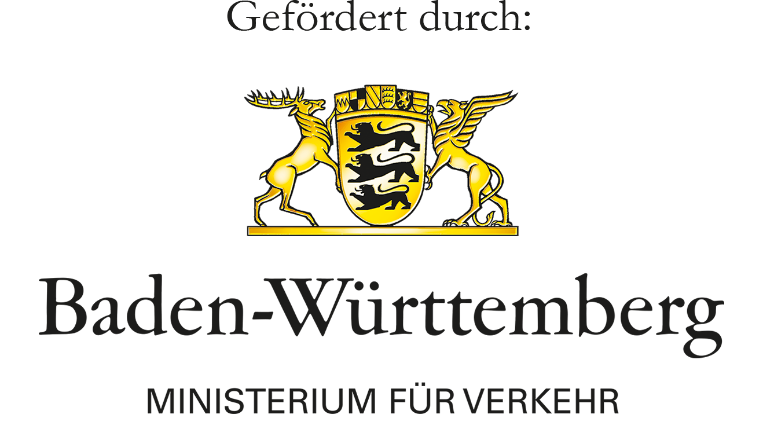 Gefördert durch:
Baden-Württemberg
MINISTERIUM FÜR VERKEHR